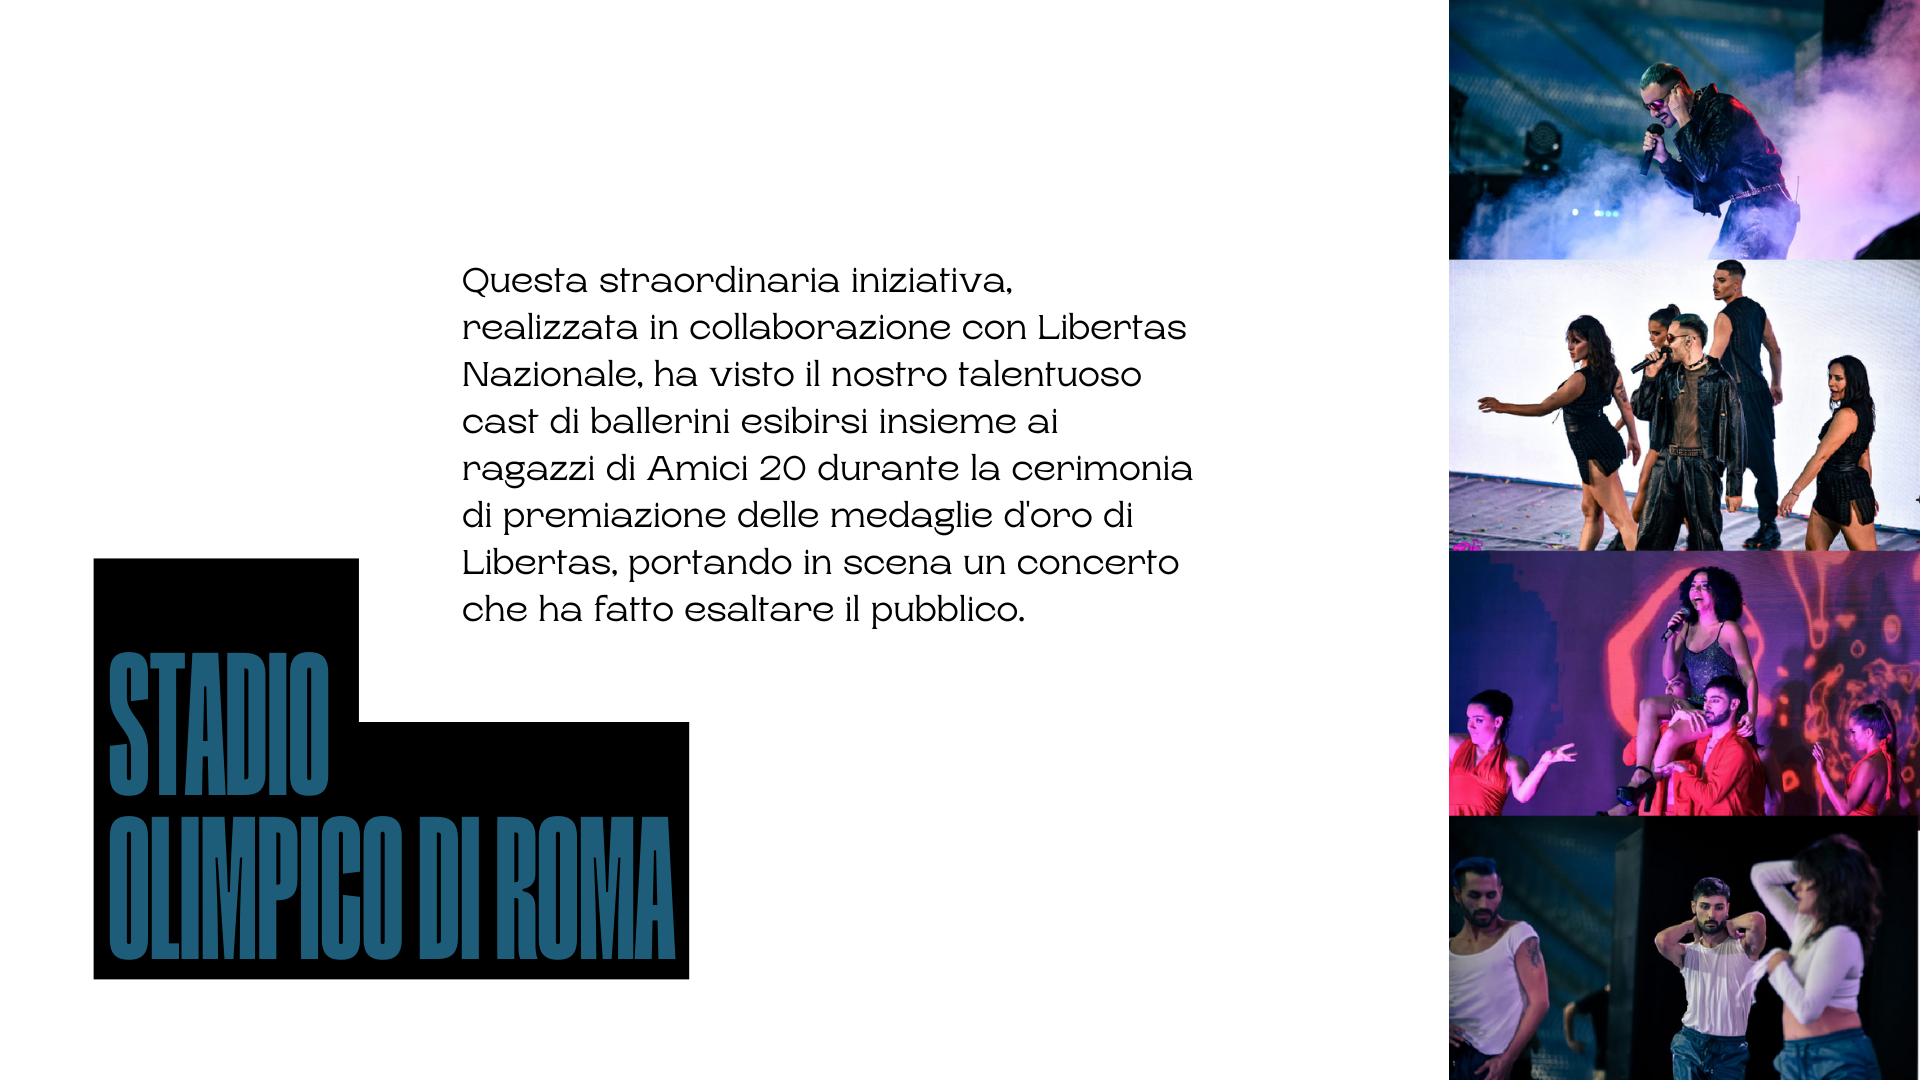 Questa straordinaria iniziativa,
realizzata in collaborazione con Libertas
Nazionale, ha visto il nostro talentuoso
cast di ballerini esibirsi insieme ai
ragazzi di Amici 20 durante la cerimonia
di premiazione delle medaglie d'oro di
Libertas, portando in scena un concerto
che ha fatto esaltare il pubblico.
STADIO
OLIMPICO DI ROMA